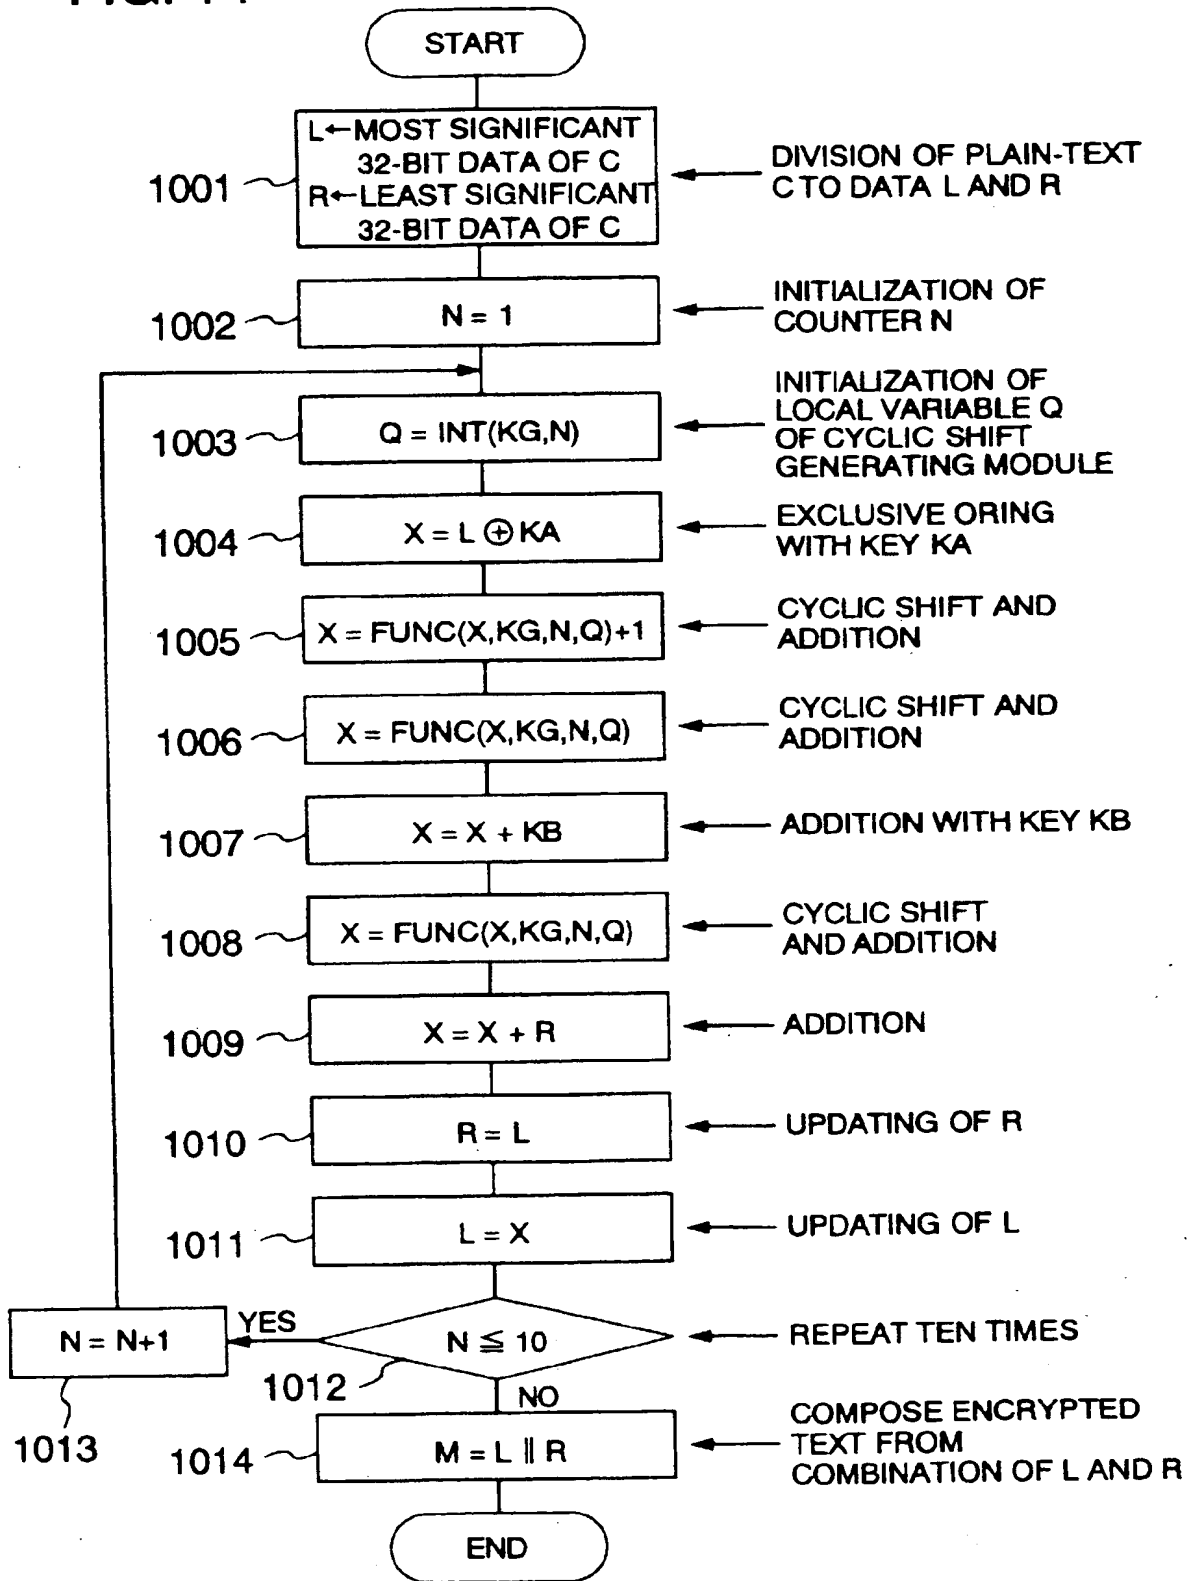 START
L←MOST SIGNIFICANT
32-BIT DATA OF C
R←LEAST SIGNIFICANT
32-BIT DATA OF C
1001
DIVISION OF PLAIN-TEXT
C TO DATA L AND R
N = 1
1002
INITIALIZATION OF
COUNTER N
Q = INT(KG,N)
1003
INITIALIZATION OF
LOCAL VARIABLE Q
OF CYCLIC SHIFT
GENERATING MODULE
X = L ⊕ KA
1004
EXCLUSIVE ORING
WITH KEY KA
X = FUNC(X,KG,N,Q)+1
1005
CYCLIC SHIFT AND
ADDITION
X = FUNC(X,KG,N,Q)
1006
CYCLIC SHIFT AND
ADDITION
X = X + KB
1007
ADDITION WITH KEY KB
X = FUNC(X,KG,N,Q)
1008
CYCLIC SHIFT
AND ADDITION
X = X + R
1009
ADDITION
R = L
1010
UPDATING OF R
L = X
1011
UPDATING OF L
N = N+1
YES
N ≦ 10
REPEAT TEN TIMES
1012
NO
1013
M = L || R
1014
COMPOSE ENCRYPTED
TEXT FROM
COMBINATION OF L AND R
END